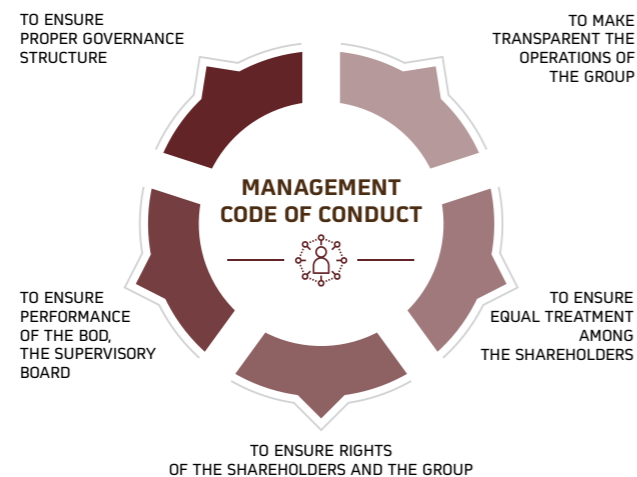 TO ENSURE
PROPER GOVERNANCE
STRUCTURE
TO MAKE
TRANSPARENT THE
OPERATIONS OF
THE GROUP
MANAGEMENT
CODE OF CONDUCT
TO ENSURE
PERFORMANCE
OF THE BOD,
THE SUPERVISORY
BOARD
TO ENSURE
EQUAL TREATMENT
AMONG
THE SHAREHOLDERS
TO ENSURE RIGHTS
OF THE SHAREHOLDERS AND THE GROUP